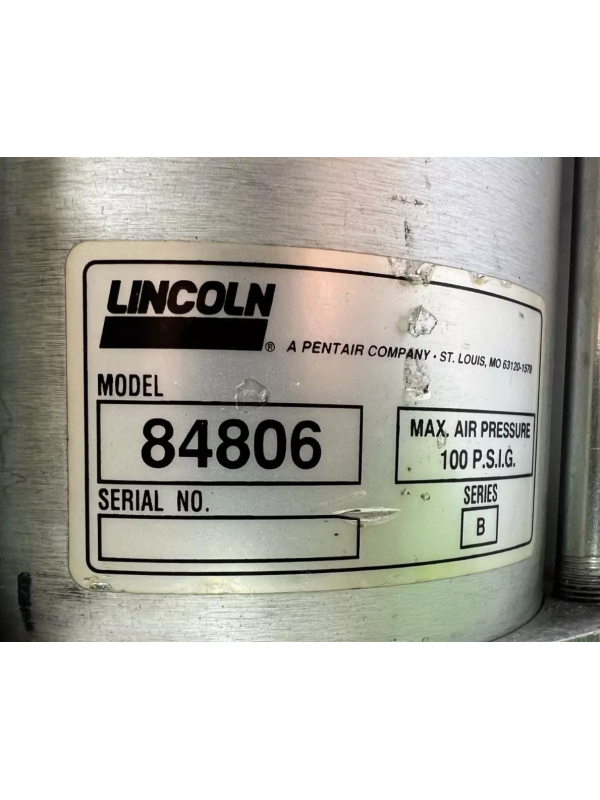 LINCOLN
® A PENTAIR COMPANY • ST. LOUIS, MO 63120-1578
MODEL
84806
MAX. AIR PRESSURE
100 P.S.I.G.
SERIAL NO.
SERIES
B